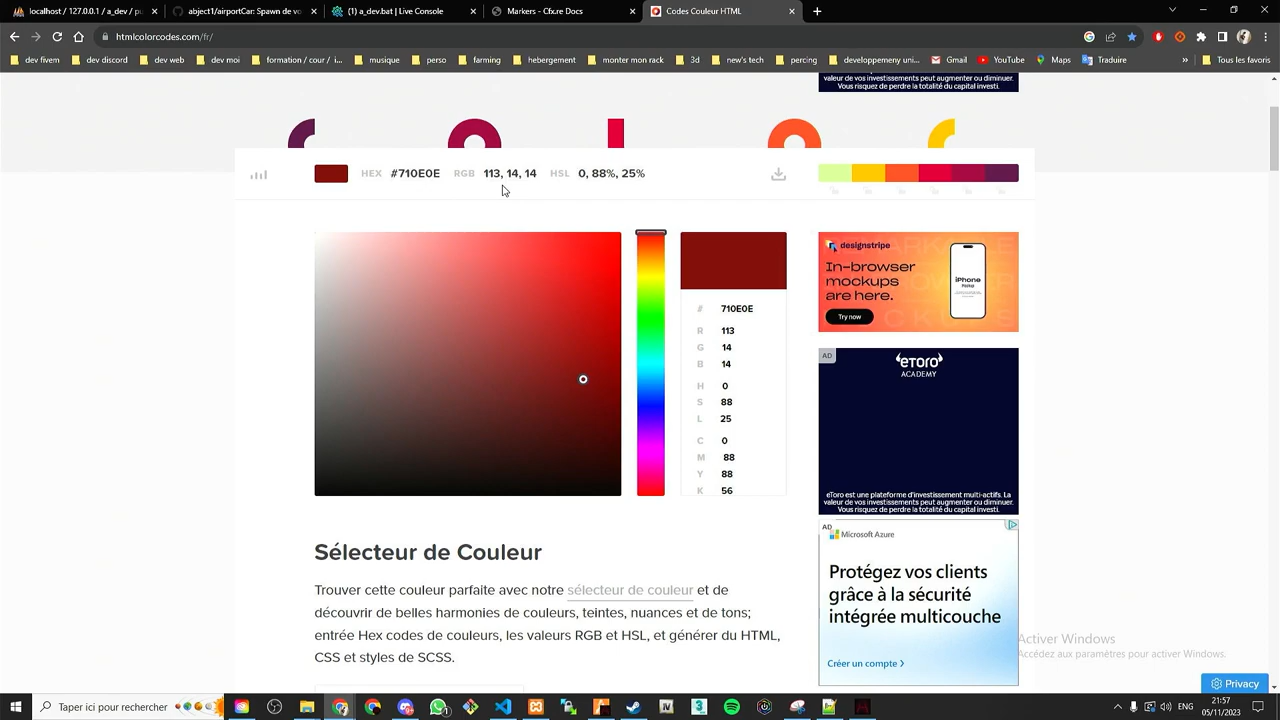 localhost / 127.0.0.1 / a_dev / pu
abject1/airportCar: Spawn de vo
a_dev.bat | Live Console
Markers - Cfx.re Docs
Codes Couleur HTML
htmlcolorcodes.com/fr/
dev fivem
dev discord
dev web
dev moi
formation / cour / i...
musique
perso
farming
hebergement
monter mon rack
3d
new's tech
developpemeny uni...
Gmail
YouTube
Maps
Traduire
»
Tous les favoris
valeur de vos investissements peut augmenter ou diminuer.
Vous risquez de perdre la totalité du capital investi.
HEX #710E0E RGB 113, 14, 14 HSL 0, 88%, 25%
# 710E0E
R 113
G 14
B 14
H 0
S 88
L 25
C 0
M 88
Y 88
K 56
designstripe
In-browser
mockups
are here.
Try now
iPhone
Mockup
AD
eToro
ACADEMY
eToro est une plateforme d'investissement multi-actifs. La
valeur de vos investissements peut augmenter ou diminuer.
Vous risquez de perdre la totalité du capital investi.
AD
Microsoft Azure
Protégez vos clients
grâce à la sécurité
intégrée multicouche
Créer un compte >
Sélecteur de Couleur
Trouver cette couleur parfaite avec notre sélecteur de couleur et de
découvrir de belles harmonies de couleurs, teintes, nuances et de tons;
entrée Hex codes de couleurs, les valeurs RGB et HSL, et générer du HTML,
CSS et styles de SCSS.
Activer Windows
Accédez aux paramètres pour activer Windows.
Privacy
Taper ici pour rechercher
ENG
21:57
05/11/2023